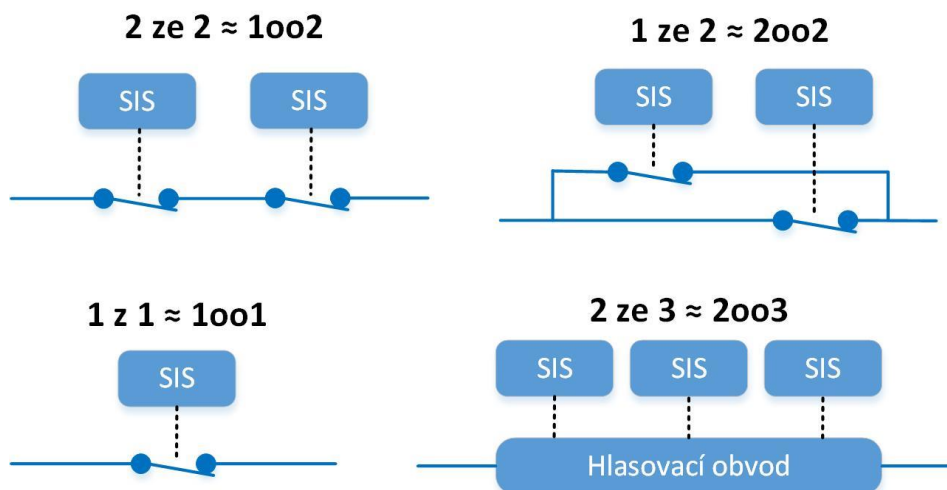 2 ze 2 ≈ 1oo2
SIS
SIS
1 ze 2 ≈ 2oo2
SIS
SIS
1 z 1 ≈ 1oo1
SIS
2 ze 3 ≈ 2oo3
SIS
SIS
SIS
Hlasovací obvod